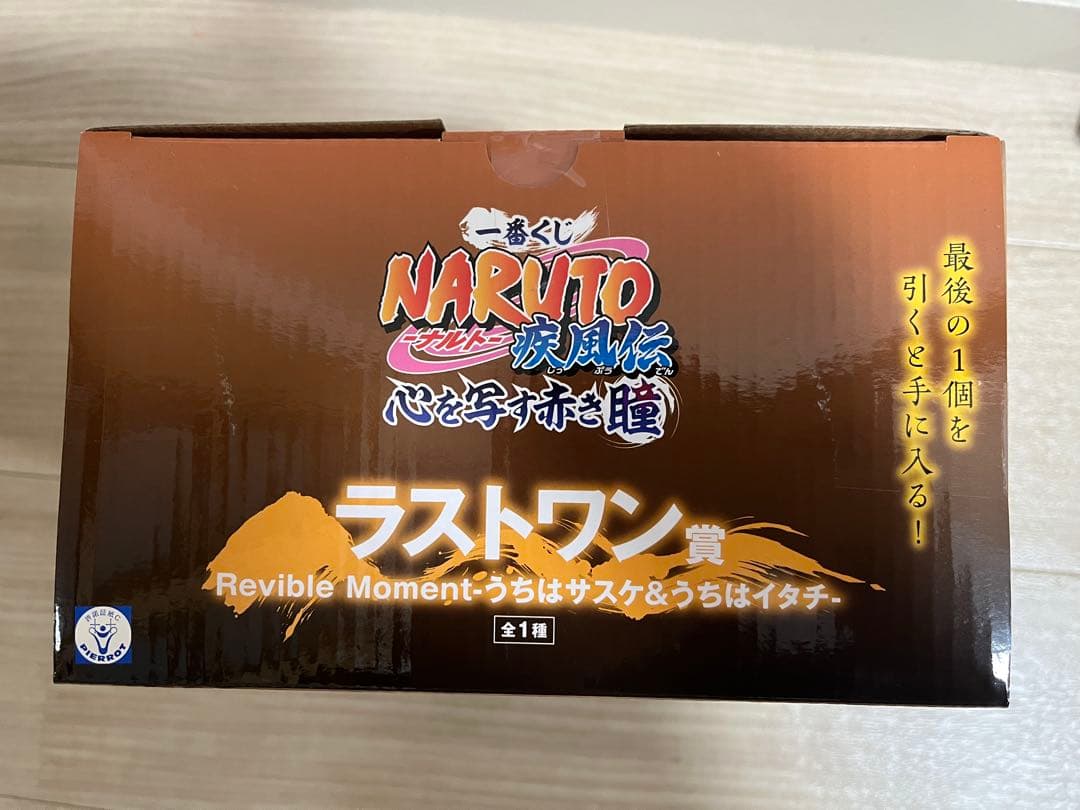 一番くじ
NARUTO
-ナルト-
疾風伝
しっぷうでん
心を写す赤き瞳
最後の1個を
引くと手に入る！
ラストワン賞
Revible Moment-うちはサスケ&うちはイタチ-
全1種
PIERROT